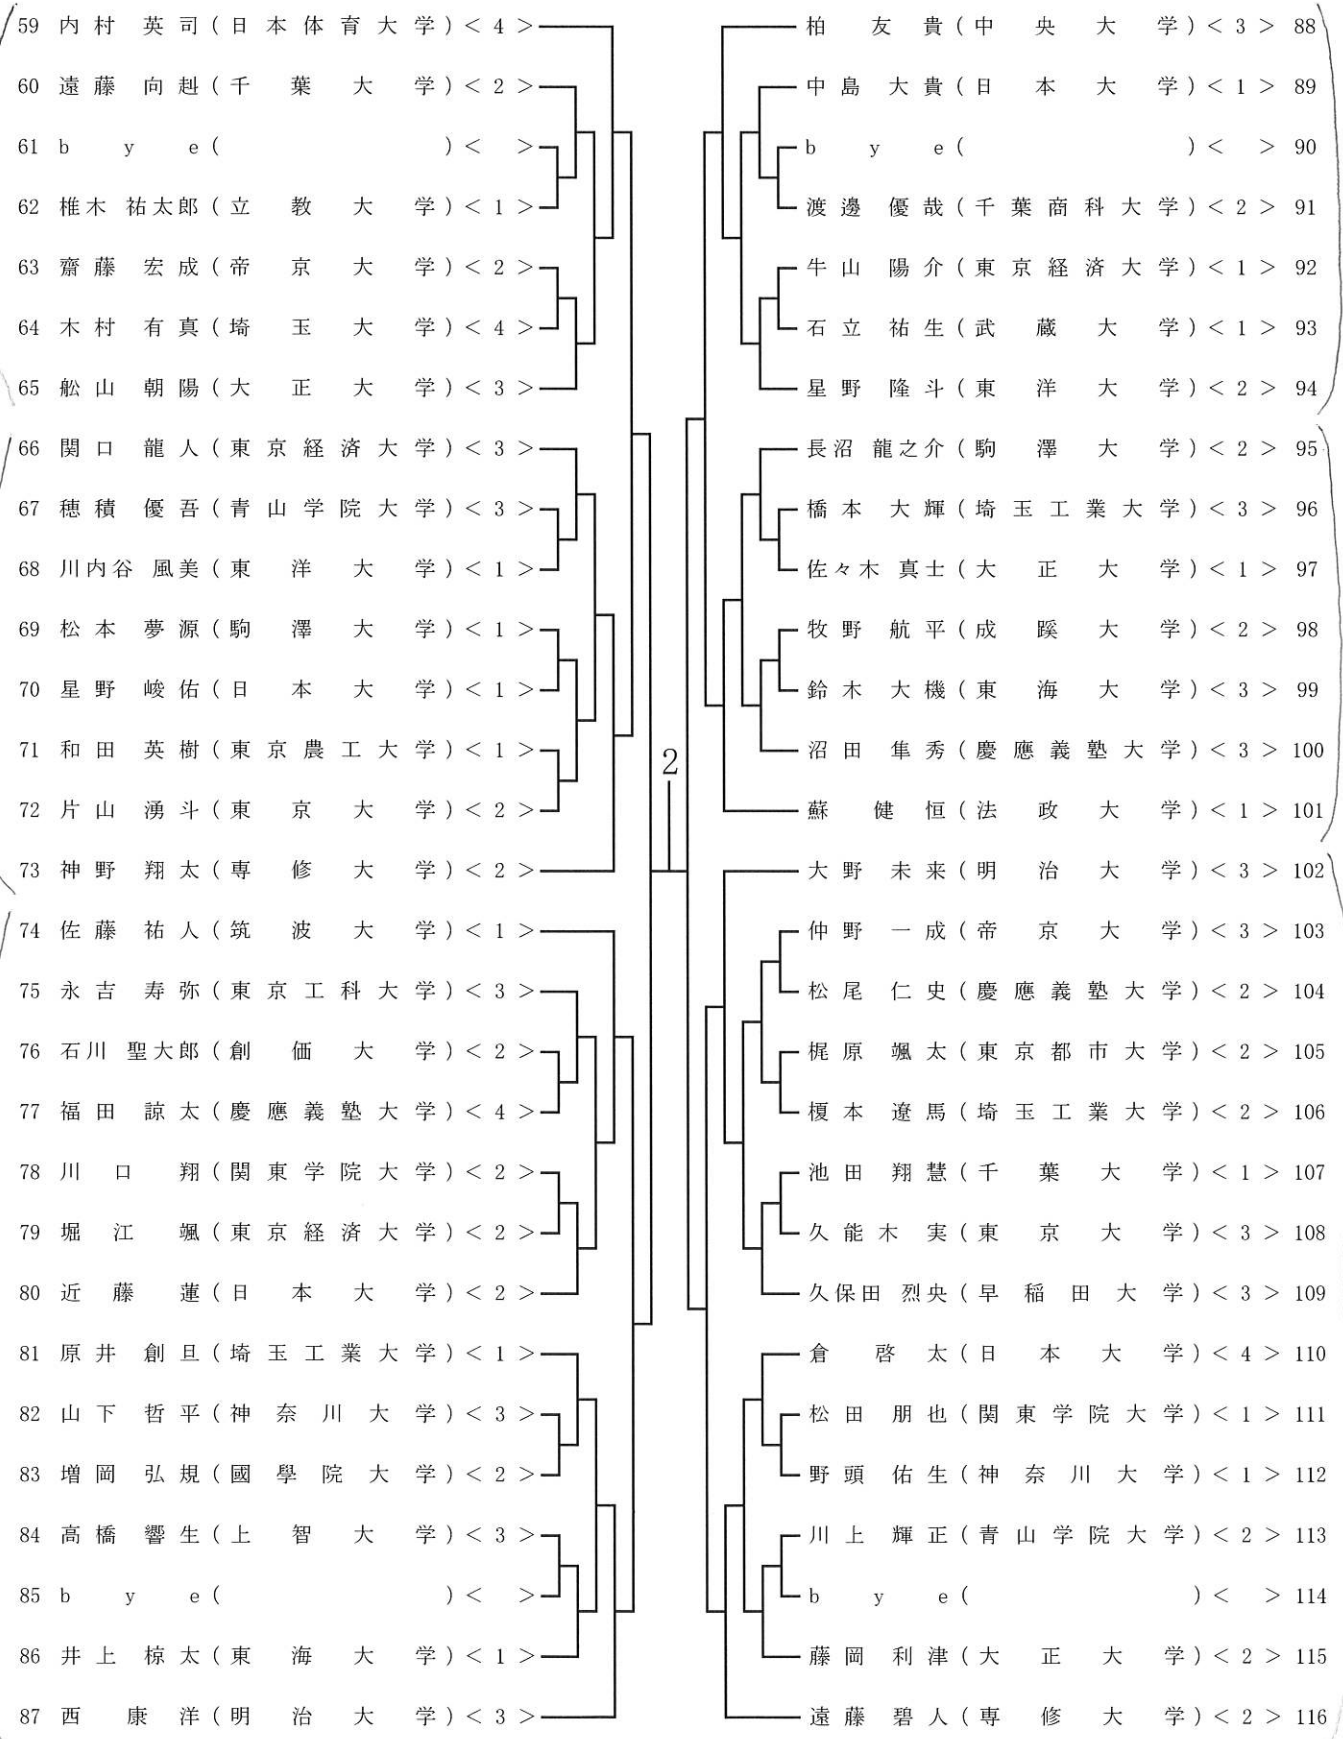 59 内村 英司 (日本体育大学) < 4 >
60 遠藤 向赳 (千葉大学) < 2 >
61 bye ( ) < >
62 椎木 祐太郎 (立教大学) < 1 >
63 齋藤 宏成 (帝京大学) < 2 >
64 木村 有真 (埼玉大学) < 4 >
65 舩山 朝陽 (大正大学) < 3 >
66 関口 龍人 (東京経済大学) < 3 >
67 穂積 優吾 (青山学院大学) < 3 >
68 川内谷 風美 (東洋大学) < 1 >
69 松本 夢源 (駒澤大学) < 1 >
70 星野 峻佑 (日本大学) < 1 >
71 和田 英樹 (東京農工大学) < 1 >
72 片山 湧斗 (東京大学) < 2 >
73 神野 翔太 (専修大学) < 2 >
74 佐藤 祐人 (筑波大学) < 1 >
75 永吉 寿弥 (東京工科大学) < 3 >
76 石川 聖大郎 (創価大学) < 2 >
77 福田 諒太 (慶應義塾大学) < 4 >
78 川口 翔 (関東学院大学) < 2 >
79 堀江 颯 (東京経済大学) < 2 >
80 近藤 蓮 (日本大学) < 2 >
81 原井 創旦 (埼玉工業大学) < 1 >
82 山下 哲平 (神奈川大学) < 3 >
83 増岡 弘規 (國學院大学) < 2 >
84 高橋 響生 (上智大学) < 3 >
85 bye ( ) < >
86 井上 椋太 (東海大学) < 1 >
87 西 康洋 (明治大学) < 3 >
2
柏 友貴 (中央大学) < 3 > 88
中島 大貴 (日本大学) < 1 > 89
bye ( ) < > 90
渡邊 優哉 (千葉商科大学) < 2 > 91
牛山 陽介 (東京経済大学) < 1 > 92
石立 祐生 (武蔵大学) < 1 > 93
星野 隆斗 (東洋大学) < 2 > 94
長沼 龍之介 (駒澤大学) < 2 > 95
橋本 大輝 (埼玉工業大学) < 3 > 96
佐々木 真士 (大正大学) < 1 > 97
牧野 航平 (成蹊大学) < 2 > 98
鈴木 大機 (東海大学) < 3 > 99
沼田 隼秀 (慶應義塾大学) < 3 > 100
蘇 健恒 (法政大学) < 1 > 101
大野 未来 (明治大学) < 3 > 102
仲野 一成 (帝京大学) < 3 > 103
松尾 仁史 (慶應義塾大学) < 2 > 104
梶原 颯太 (東京都市大学) < 2 > 105
榎本 遼馬 (埼玉工業大学) < 2 > 106
池田 翔慧 (千葉大学) < 1 > 107
久能木 実 (東京大学) < 3 > 108
久保田 烈央 (早稲田大学) < 3 > 109
倉 啓太 (日本大学) < 4 > 110
松田 朋也 (関東学院大学) < 1 > 111
野頭 佑生 (神奈川大学) < 1 > 112
川上 輝正 (青山学院大学) < 2 > 113
bye ( ) < > 114
藤岡 利津 (大正大学) < 2 > 115
遠藤 碧人 (専修大学) < 2 > 116